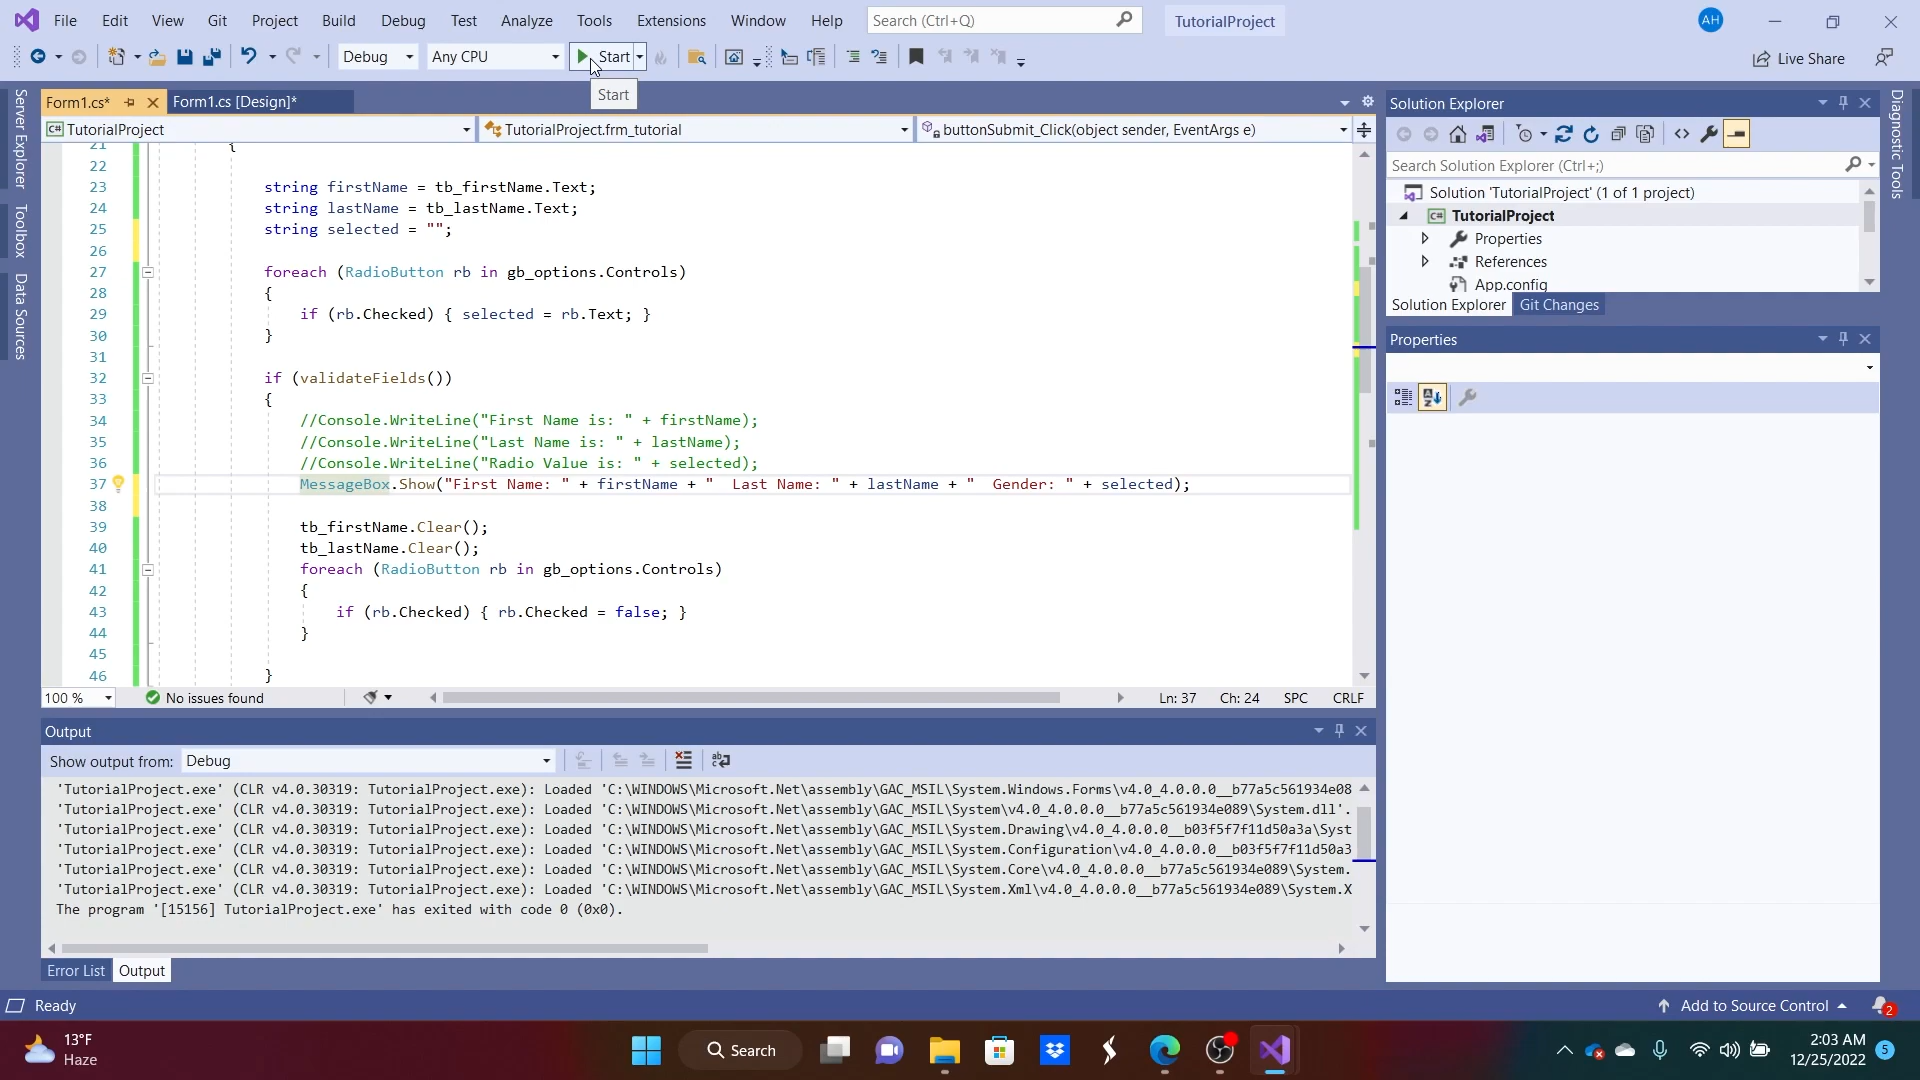 File Edit View Git Project Build Debug Test Analyze Tools Extensions Window Help Search (Ctrl+Q) TutorialProject AH
Debug Any CPU Start Live Share
Start
Form1.cs* Form1.cs [Design]*
TutorialProject TutorialProject.frm_tutorial buttonSubmit_Click(object sender, EventArgs e)
21 {
22
23 string firstName = tb_firstName.Text;
24 string lastName = tb_lastName.Text;
25 string selected = "";
26
27 foreach (RadioButton rb in gb_options.Controls)
28 {
29 if (rb.Checked) { selected = rb.Text; }
30 }
31
32 if (validateFields())
33 {
34 //Console.WriteLine("First Name is: " + firstName);
35 //Console.WriteLine("Last Name is: " + lastName);
36 //Console.WriteLine("Radio Value is: " + selected);
37 MessageBox.Show("First Name: " + firstName + "  Last Name: " + lastName + "  Gender: " + selected);
38
39 tb_firstName.Clear();
40 tb_lastName.Clear();
41 foreach (RadioButton rb in gb_options.Controls)
42 {
43 if (rb.Checked) { rb.Checked = false; }
44 }
45
46 }
100 % No issues found Ln: 37 Ch: 24 SPC CRLF
Output
Show output from: Debug
'TutorialProject.exe' (CLR v4.0.30319: TutorialProject.exe): Loaded 'C:\WINDOWS\Microsoft.Net\assembly\GAC_MSIL\System.Windows.Forms\v4.0_4.0.0.0__b77a5c561934e08
'TutorialProject.exe' (CLR v4.0.30319: TutorialProject.exe): Loaded 'C:\WINDOWS\Microsoft.Net\assembly\GAC_MSIL\System\v4.0_4.0.0.0__b77a5c561934e089\System.dll'.
'TutorialProject.exe' (CLR v4.0.30319: TutorialProject.exe): Loaded 'C:\WINDOWS\Microsoft.Net\assembly\GAC_MSIL\System.Drawing\v4.0_4.0.0.0__b03f5f7f11d50a3a\Syst
'TutorialProject.exe' (CLR v4.0.30319: TutorialProject.exe): Loaded 'C:\WINDOWS\Microsoft.Net\assembly\GAC_MSIL\System.Configuration\v4.0_4.0.0.0__b03f5f7f11d50a3
'TutorialProject.exe' (CLR v4.0.30319: TutorialProject.exe): Loaded 'C:\WINDOWS\Microsoft.Net\assembly\GAC_MSIL\System.Core\v4.0_4.0.0.0__b77a5c561934e089\System.
'TutorialProject.exe' (CLR v4.0.30319: TutorialProject.exe): Loaded 'C:\WINDOWS\Microsoft.Net\assembly\GAC_MSIL\System.Xml\v4.0_4.0.0.0__b77a5c561934e089\System.X
The program '[15156] TutorialProject.exe' has exited with code 0 (0x0).
Error List Output
Server Explorer
Toolbox
Data Sources
Solution Explorer
Search Solution Explorer (Ctrl+;)
Solution 'TutorialProject' (1 of 1 project)
C# TutorialProject
Properties
References
App.config
Solution Explorer Git Changes
Properties
Diagnostic Tools
Ready Add to Source Control 2
13°F
Haze
Search
2:03 AM
12/25/2022 5